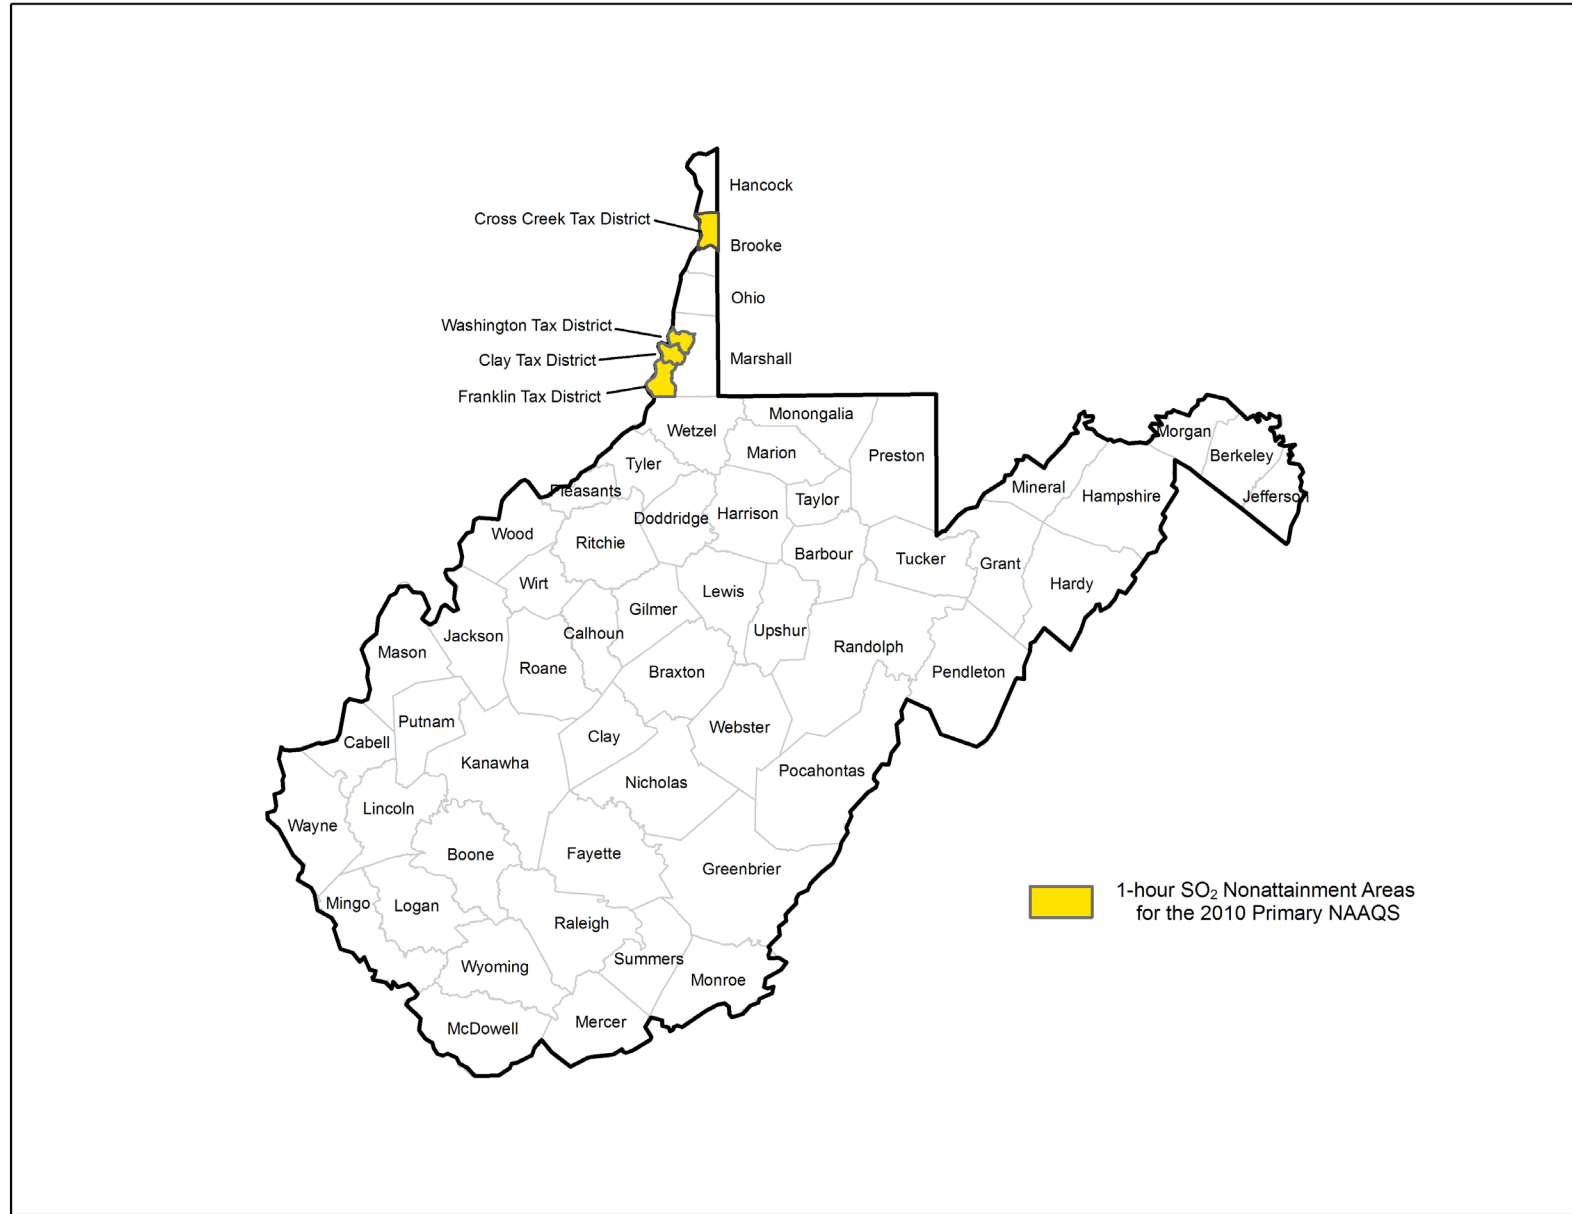 Hancock
Cross Creek Tax District
Brooke
Ohio
Washington Tax District
Clay Tax District
Marshall
Franklin Tax District
Monongalia
Wetzel
Morgan
Marion
Preston
Berkeley
Tyler
Mineral
Pleasants
Hampshire
Jefferson
Taylor
Harrison
Doddridge
Wood
Ritchie
Barbour
Tucker
Grant
Wirt
Hardy
Lewis
Gilmer
Upshur
Calhoun
Jackson
Randolph
Mason
Roane
Braxton
Pendleton
Putnam
Webster
Clay
Cabell
Kanawha
Pocahontas
Nicholas
Lincoln
Wayne
Boone
Fayette
Greenbrier
Mingo
Logan
Raleigh
Summers
Wyoming
Monroe
Mercer
McDowell
1-hour SO₂ Nonattainment Areas
for the 2010 Primary NAAQS